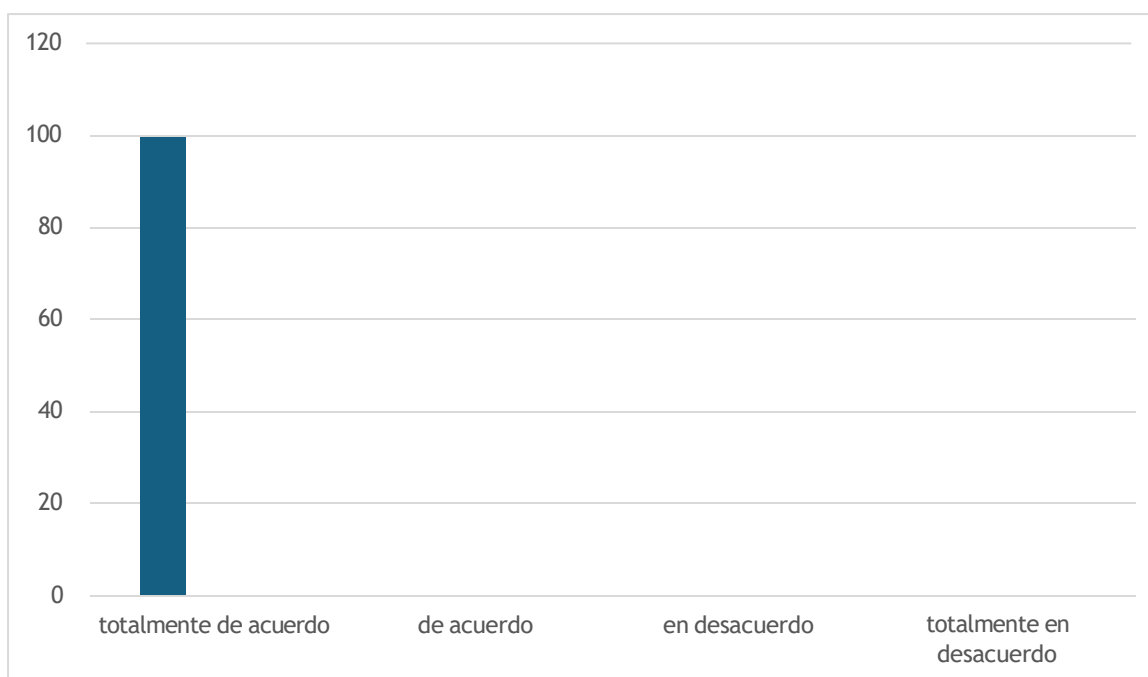 120
100
80
60
40
20
0
totalmente de acuerdo
de acuerdo
en desacuerdo
totalmente en
desacuerdo